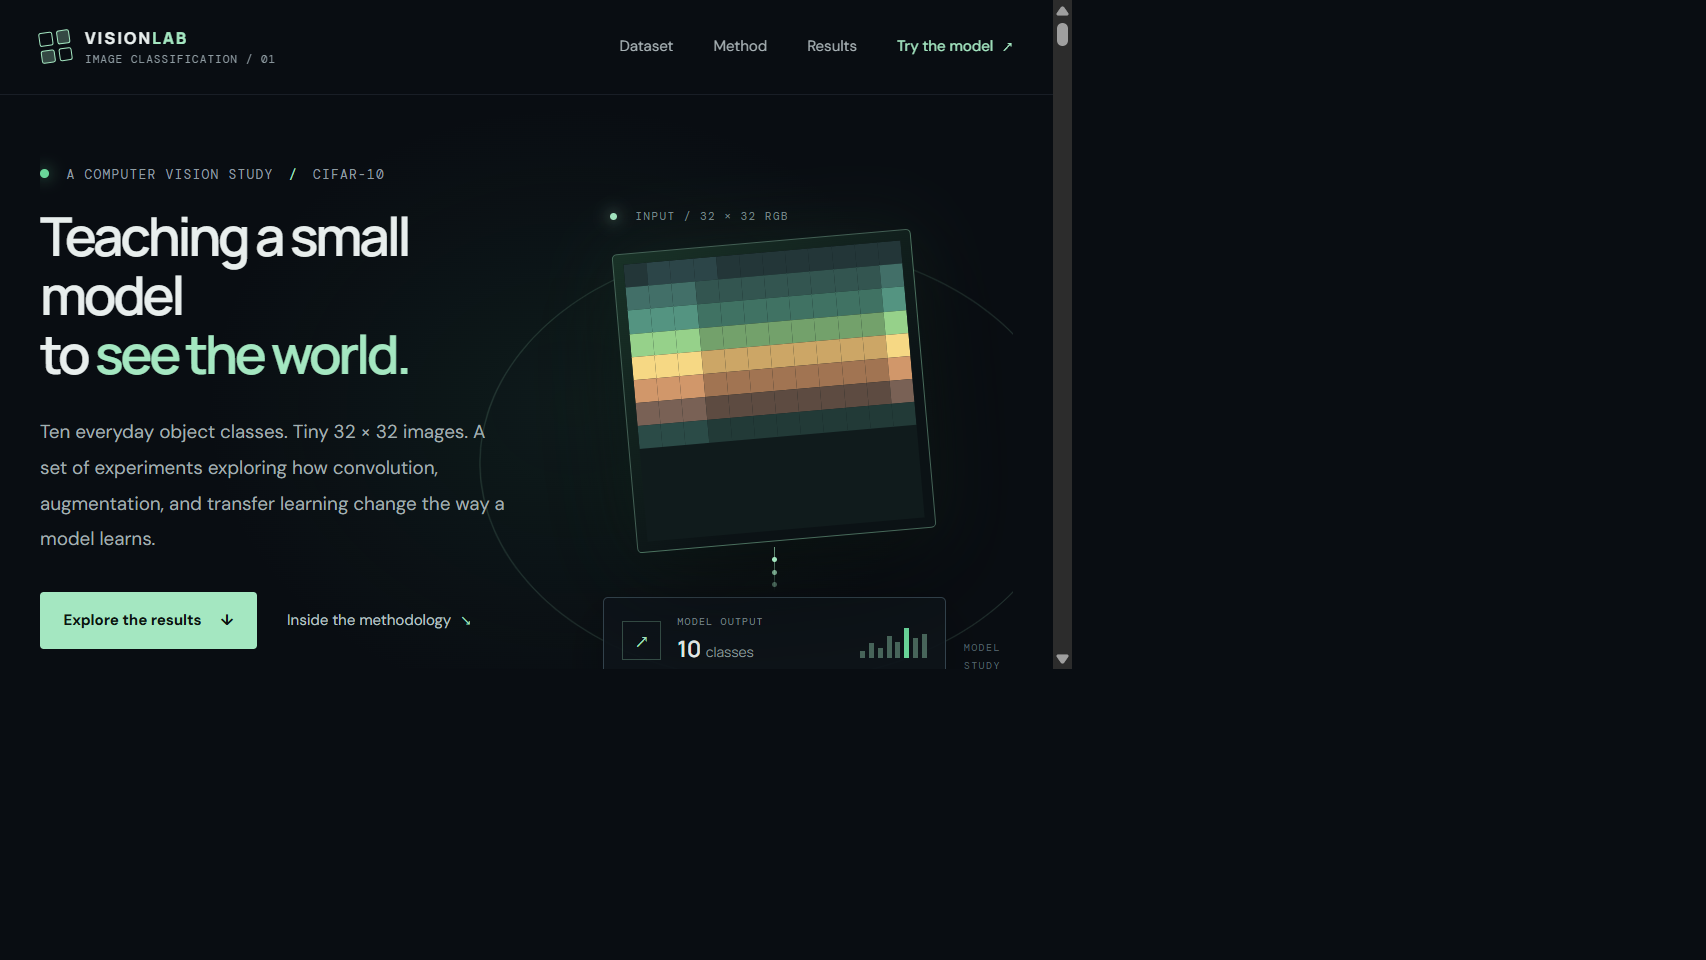 VISIONLAB
IMAGE CLASSIFICATION / 01
Dataset
Method
Results
Try the model ↗
A COMPUTER VISION STUDY / CIFAR-10
Teaching a small
model
to see the world.
Ten everyday object classes. Tiny 32 × 32 images. A
set of experiments exploring how convolution,
augmentation, and transfer learning change the way a
model learns.
Explore the results ↓
Inside the methodology ↘
INPUT / 32 × 32 RGB
↗
MODEL OUTPUT
10 classes
MODEL
STUDY